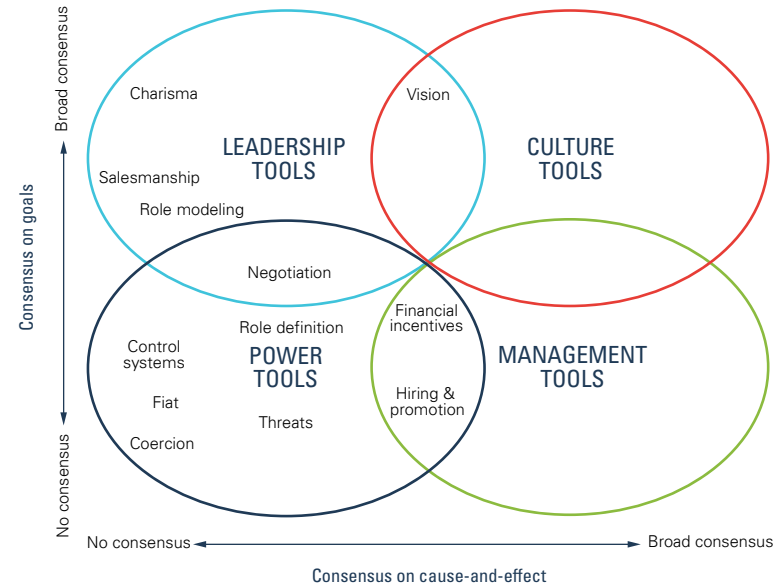 Broad consensus
Consensus on goals
No consensus
Charisma
Vision
LEADERSHIP
TOOLS
CULTURE
TOOLS
Salesmanship
Role modeling
Negotiation
Role definition
Financial
incentives
Control
systems
POWER
TOOLS
MANAGEMENT
TOOLS
Fiat
Hiring &
promotion
Threats
Coercion
No consensus
Broad consensus
Consensus on cause-and-effect